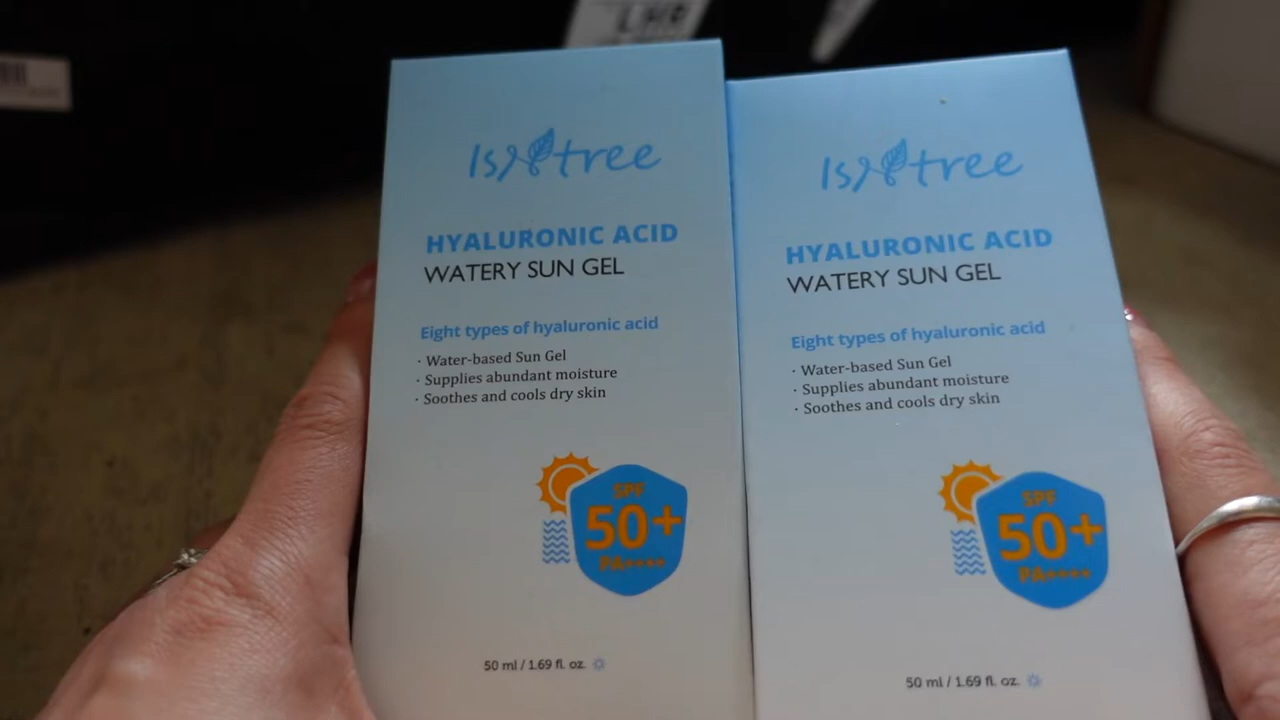 LHR
Isntree
HYALURONIC ACID
WATERY SUN GEL
Eight types of hyaluronic acid
· Water-based Sun Gel
· Supplies abundant moisture
· Soothes and cools dry skin
SPF
50+
PA++++
50 ml / 1.69 fl. oz.
Isntree
HYALURONIC ACID
WATERY SUN GEL
Eight types of hyaluronic acid
· Water-based Sun Gel
· Supplies abundant moisture
· Soothes and cools dry skin
SPF
50+
PA++++
50 ml / 1.69 fl. oz.